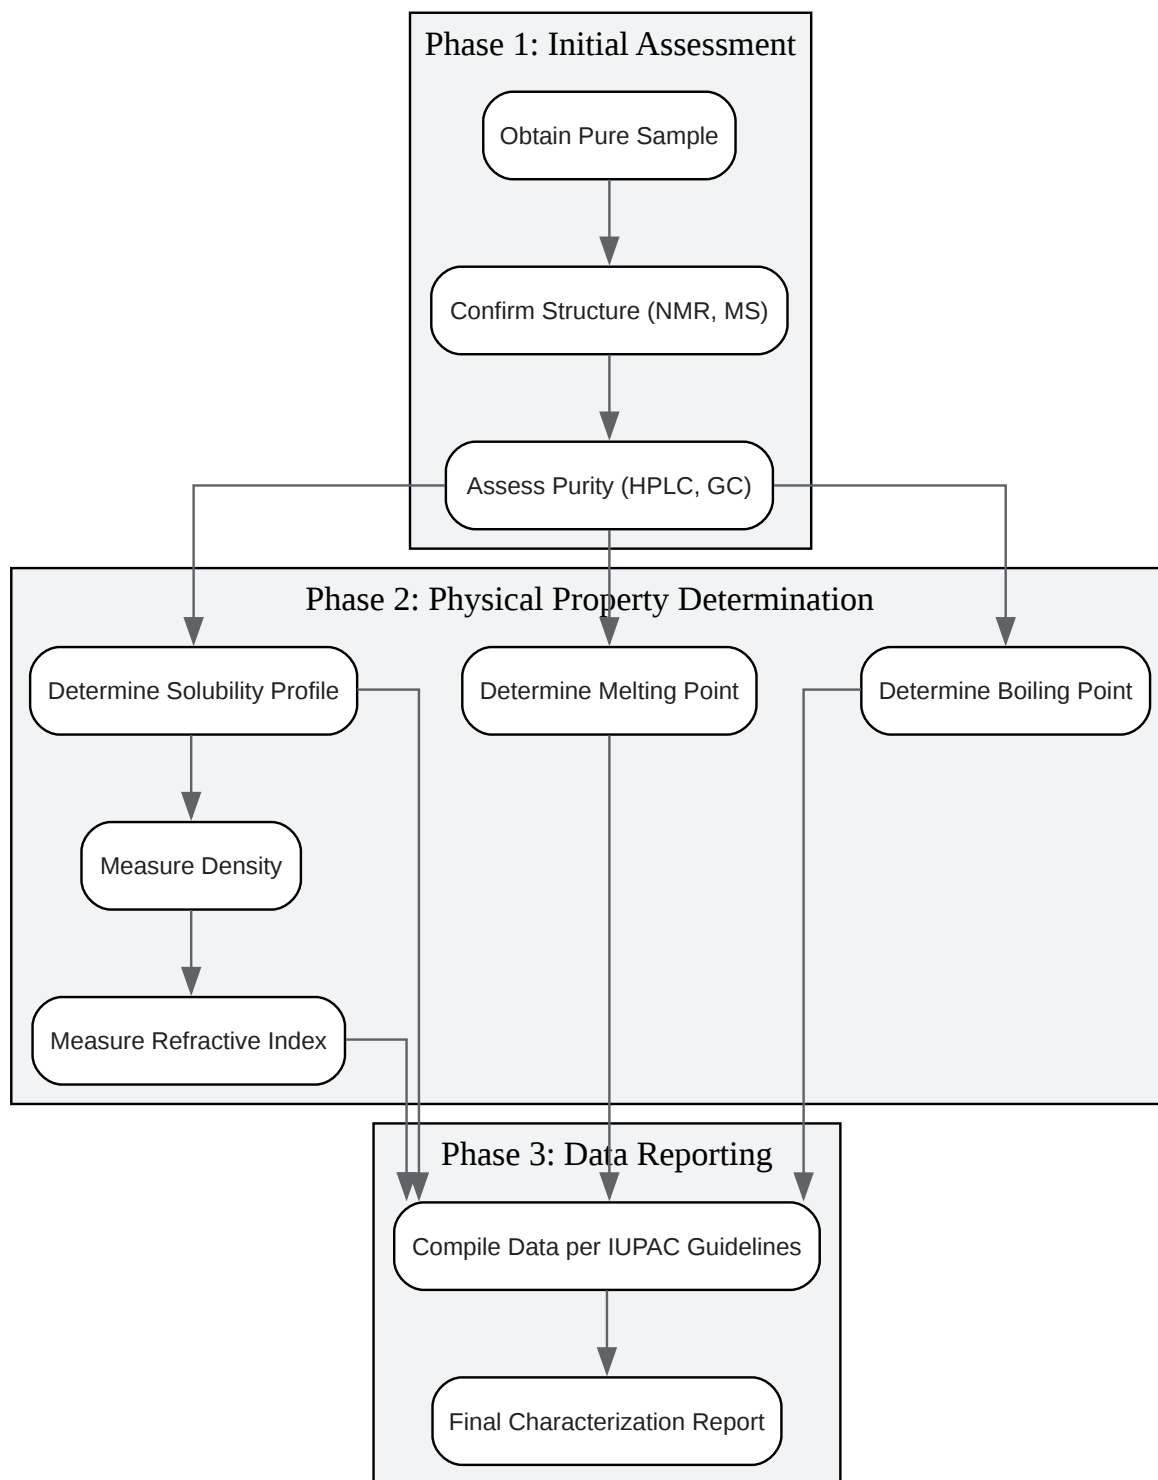 Phase 1: Initial Assessment
Obtain Pure Sample
Confirm Structure (NMR, MS)
Assess Purity (HPLC, GC)
Phase 2: Physical Property Determination
Determine Solubility Profile
Determine Melting Point
Determine Boiling Point
Measure Density
Measure Refractive Index
Phase 3: Data Reporting
Compile Data per IUPAC Guidelines
Final Characterization Report